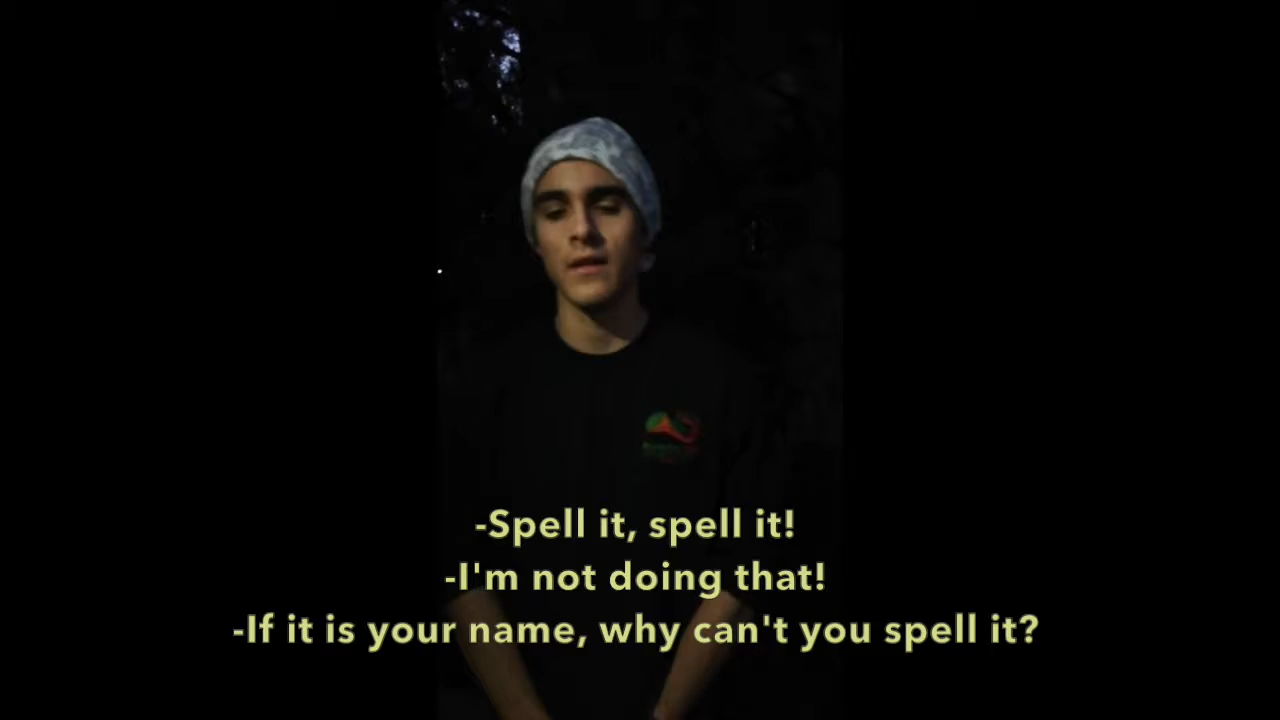 -Spell it, spell it!
-I'm not doing that!
-If it is your name, why can't you spell it?